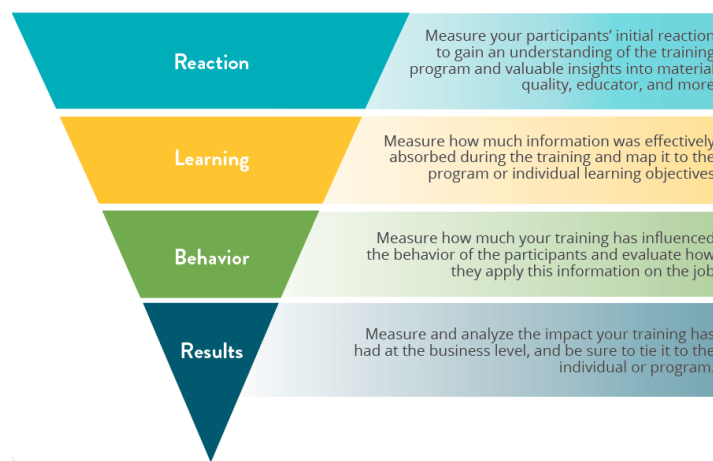 Reaction
Measure your participants' initial reaction
to gain an understanding of the training
program and valuable insights into material
quality, educator, and more
Learning
Measure how much information was effectively
absorbed during the training and map it to the
program or individual learning objectives
Behavior
Measure how much your training has influenced
the behavior of the participants and evaluate how
they apply this information on the job
Results
Measure and analyze the impact your training has
had at the business level, and be sure to tie it to the
individual or program.